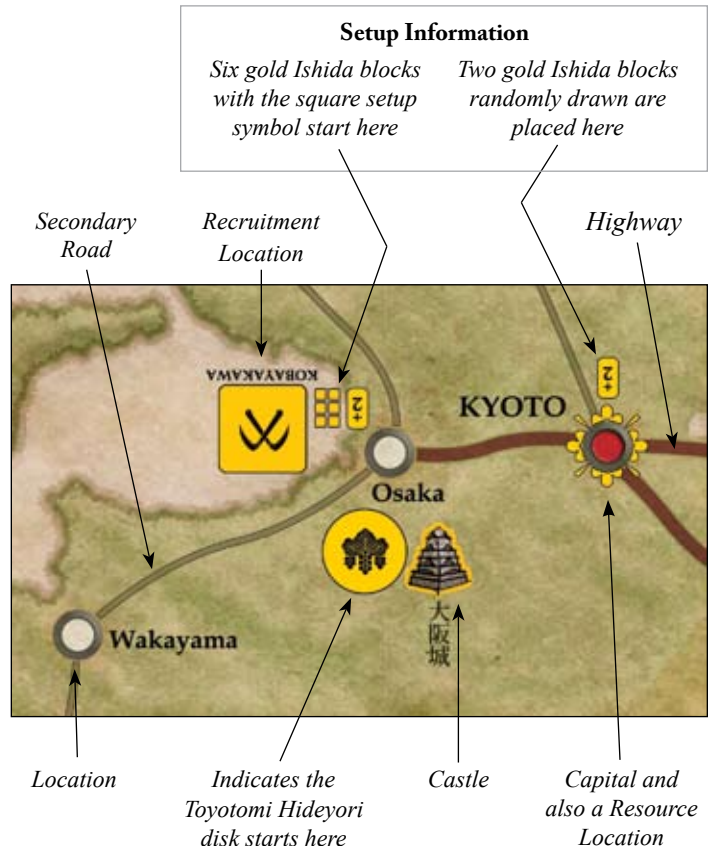 Setup Information
Six gold Ishida blocks
with the square setup
symbol start here
Two gold Ishida blocks
randomly drawn are
placed here
Secondary
Road
Recruitment
Location
Highway
KOBAYAKAWA
2+
2+
KYOTO
Osaka
大阪城
Wakayama
Location
Indicates the
Toyotomi Hideyori
disk starts here
Castle
Capital and
also a Resource
Location